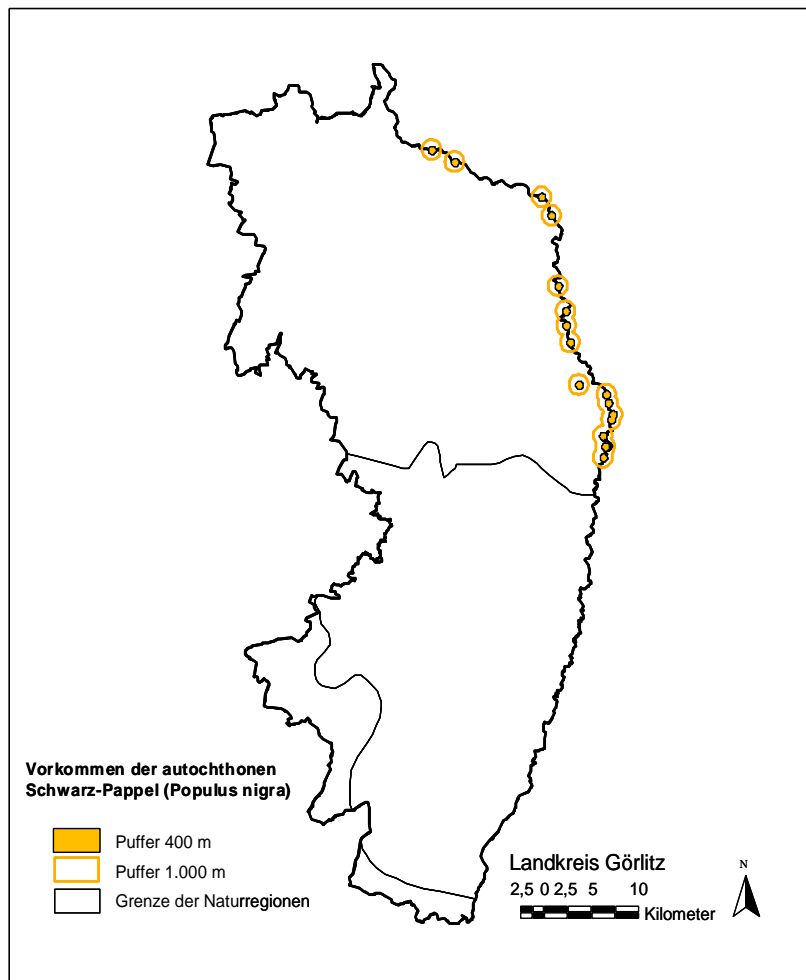 Vorkommen der autochthonen
Schwarz-Pappel (Populus nigra)
Puffer 400 m
Puffer 1.000 m
Grenze der Naturregionen
Landkreis Görlitz
2,5 0 2,5 5 10
Kilometer
N